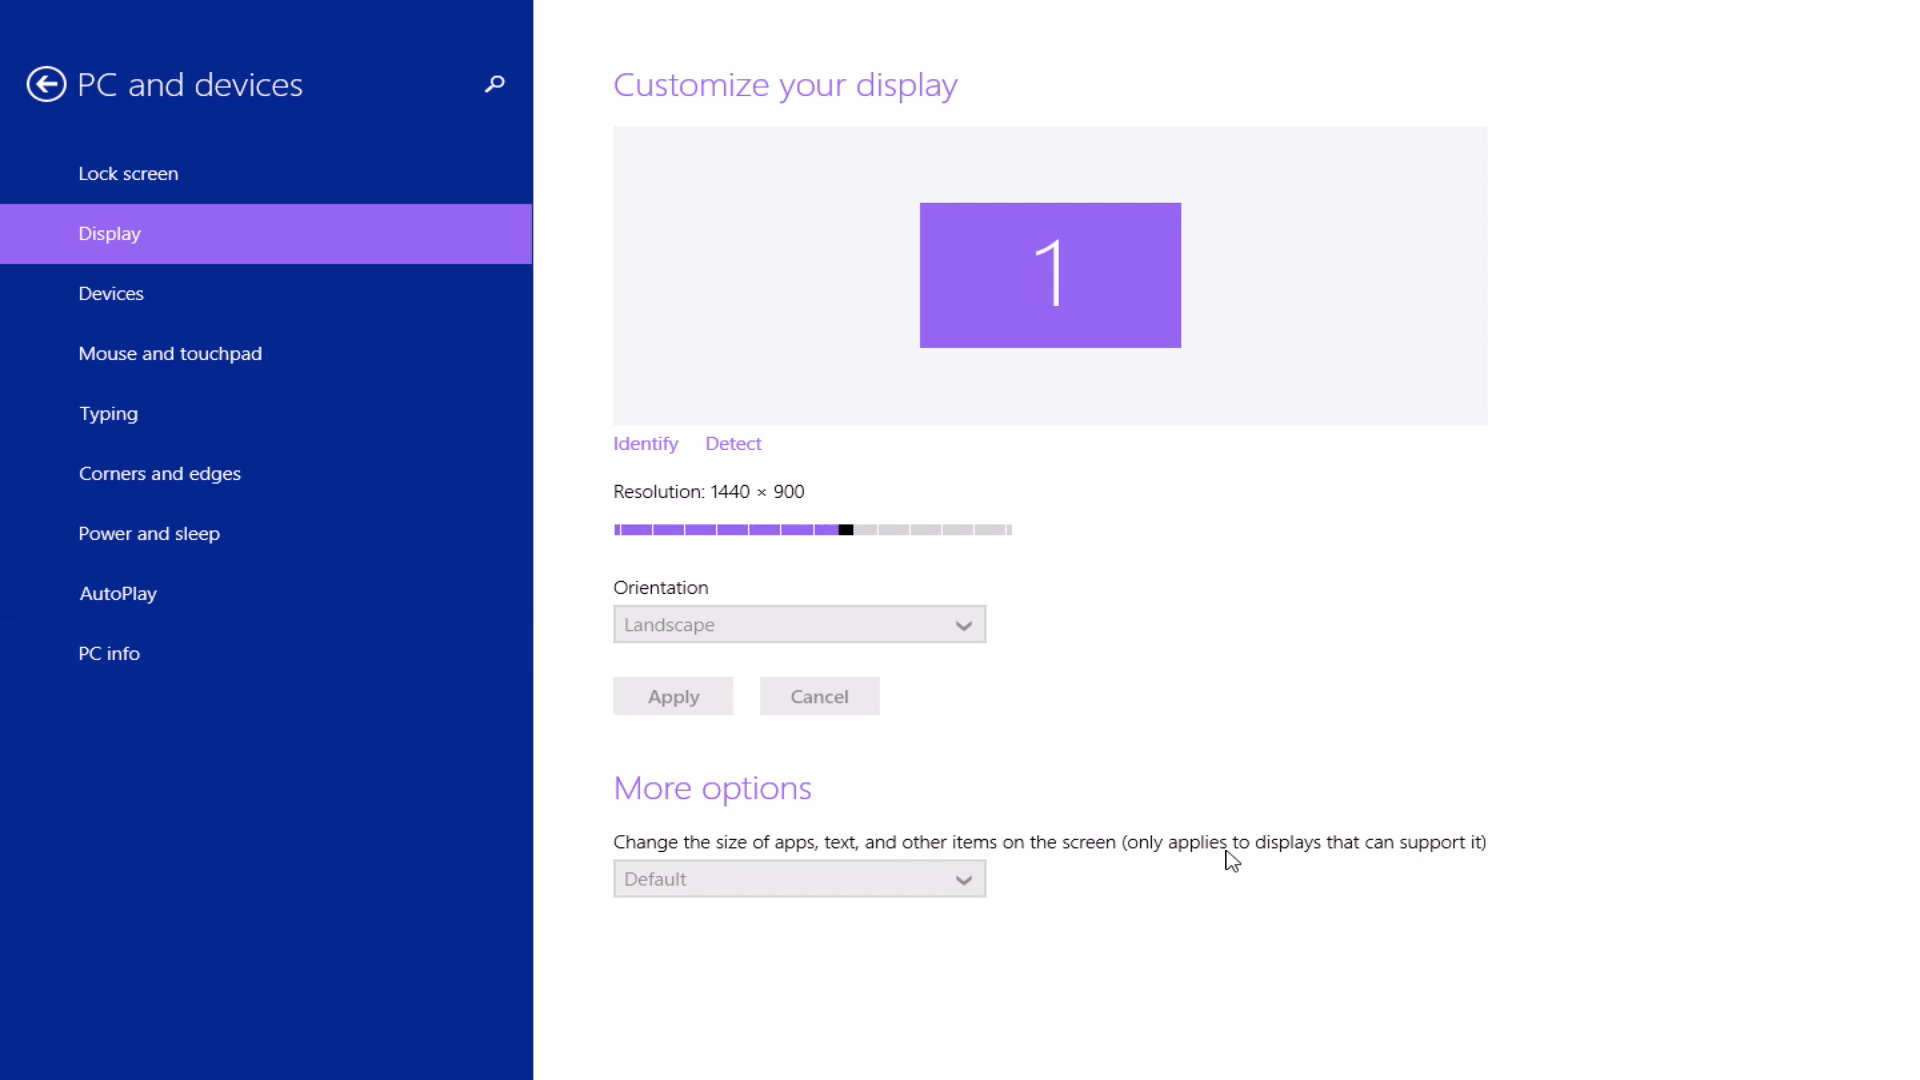 PC and devices
Lock screen
Display
Devices
Mouse and touchpad
Typing
Corners and edges
Power and sleep
AutoPlay
PC info
Customize your display
1
Identify Detect
Resolution: 1440 × 900
Orientation
Landscape
Apply Cancel
More options
Change the size of apps, text, and other items on the screen (only applies to displays that can support it)
Default